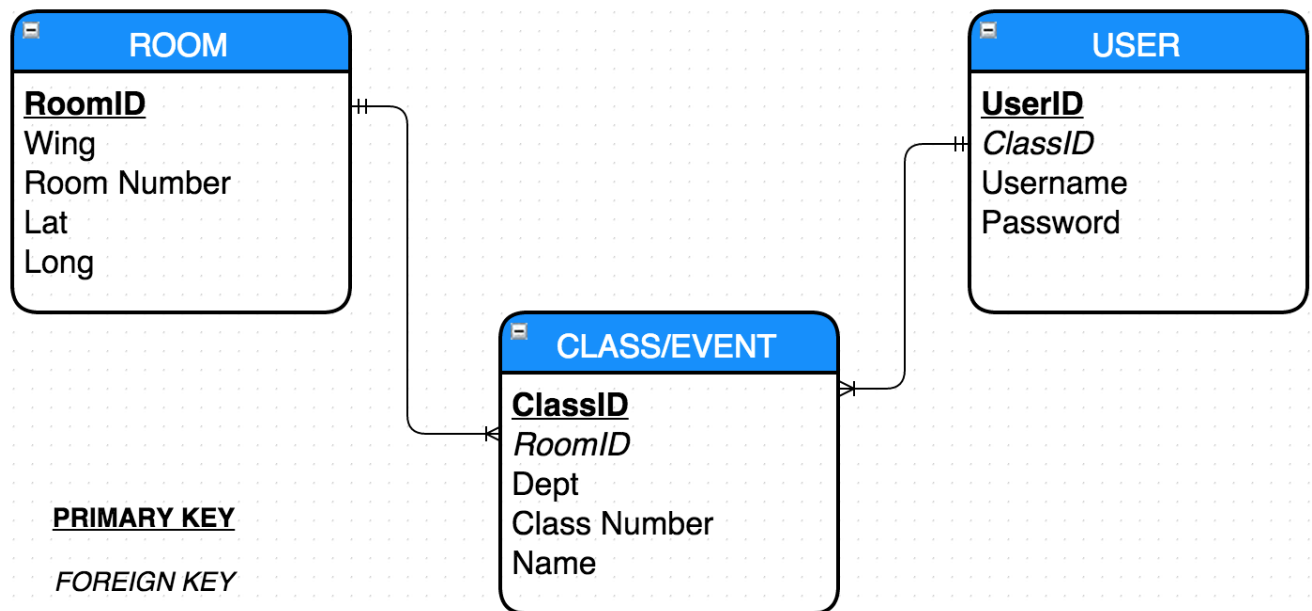 ROOM
RoomID
Wing
Room Number
Lat
Long
USER
UserID
ClassID
Username
Password
CLASS/EVENT
ClassID
RoomID
Dept
Class Number
Name
PRIMARY KEY
FOREIGN KEY